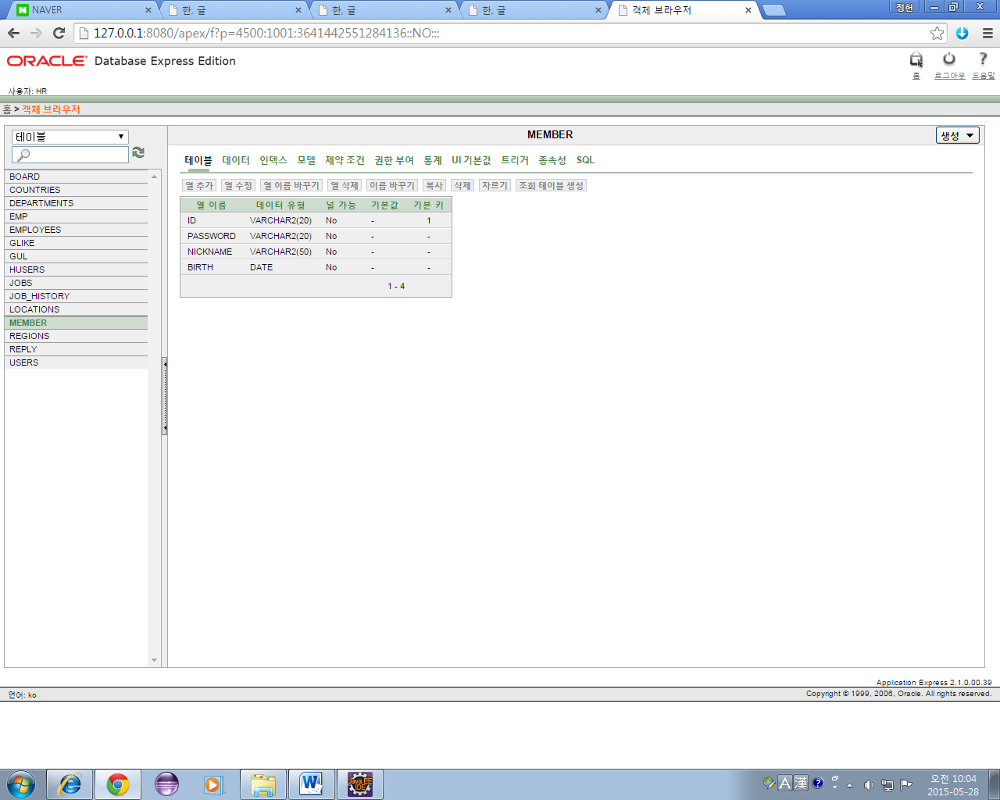 NAVER
한, 글
한, 글
한, 글
객체 브라우저
정헌
127.0.0.1:8080/apex/f?p=4500:1001:3641442551284136::NO:::
ORACLE Database Express Edition
홈 로그아웃 도움말
사용자: HR
홈 > 객체 브라우저
테이블
MEMBER
생성
테이블 데이터 인덱스 모델 제약 조건 권한 부여 통계 UI 기본값 트리거 종속성 SQL
열 추가 열 수정 열 이름 바꾸기 열 삭제 이름 바꾸기 복사 삭제 자르기 조회 테이블 생성
BOARD
COUNTRIES
DEPARTMENTS
EMP
EMPLOYEES
GLIKE
GUL
HUSERS
JOBS
JOB_HISTORY
LOCATIONS
MEMBER
REGIONS
REPLY
USERS
열 이름 데이터 유형 널 가능 기본값 기본 키
ID VARCHAR2(20) No - 1
PASSWORD VARCHAR2(20) No - -
NICKNAME VARCHAR2(50) No - -
BIRTH DATE No - -
1 - 4
Application Express 2.1.0.00.39
언어: ko
Copyright © 1999, 2006, Oracle. All rights reserved.
Java EE
IDE
A 漢
오전 10:04
2015-05-28